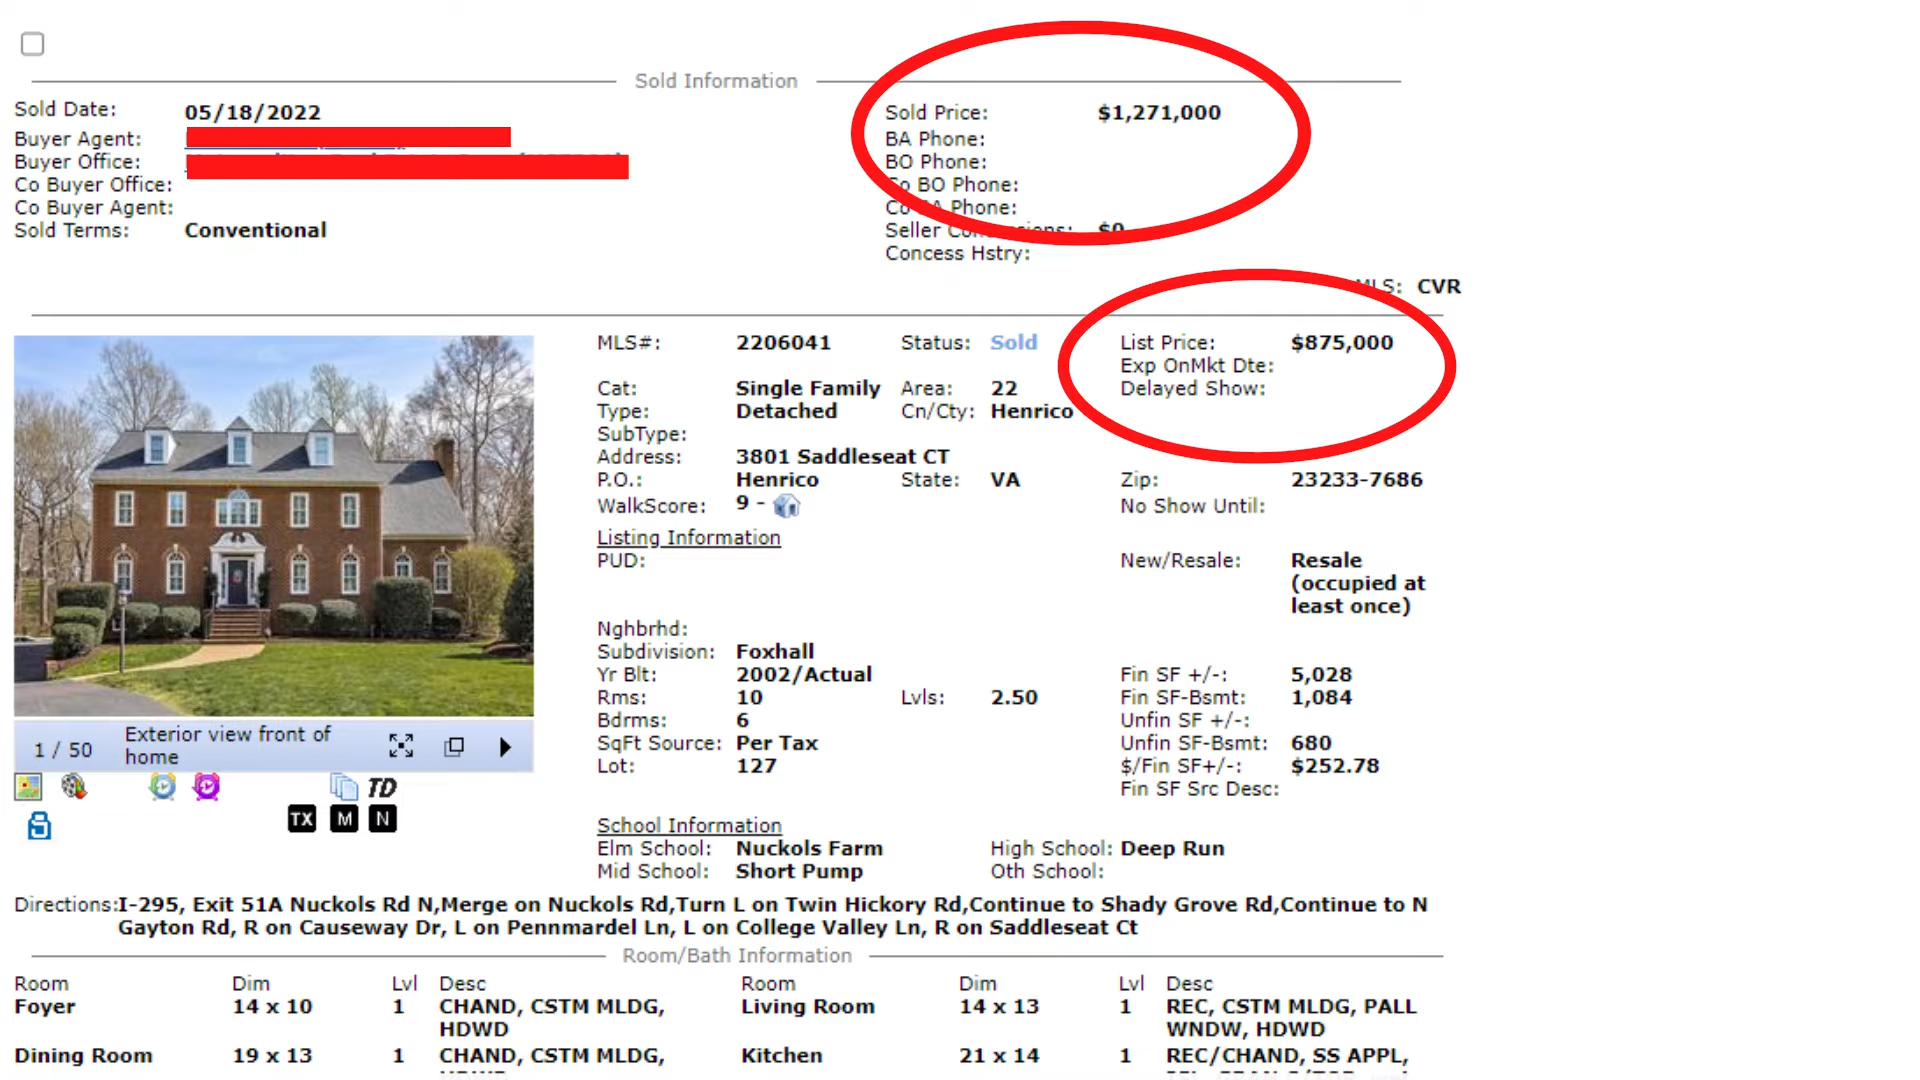 Sold Information
Sold Date: 05/18/2022 Sold Price: $1,271,000
Buyer Agent: BA Phone:
Buyer Office: BO Phone:
Co Buyer Office: Co BO Phone:
Co Buyer Agent: Phone:
Sold Terms: Conventional Seller $0
Concess Hstry:
MLS: CVR
MLS#: 2206041 Status: Sold List Price: $875,000
Exp OnMkt Dte:
Cat: Single Family Area: 22 Delayed Show:
Type: Detached Cn/Cty: Henrico
SubType:
Address: 3801 Saddleseat CT
P.O.: Henrico State: VA Zip: 23233-7686
WalkScore: 9 - No Show Until:
Listing Information
PUD: New/Resale: Resale
(occupied at
least once)
Nghbrhd:
Subdivision: Foxhall
Yr Blt: 2002/Actual Fin SF +/-: 5,028
Rms: 10 Lvls: 2.50 Fin SF-Bsmt: 1,084
Bdrms: 6 Unfin SF +/-:
SqFt Source: Per Tax Unfin SF-Bsmt: 680
Lot: 127 $/Fin SF+/-: $252.78
Fin SF Src Desc:
1 / 50 Exterior view front of
home
TD
TX M N
School Information
Elm School: Nuckols Farm High School: Deep Run
Mid School: Short Pump Oth School:
Directions:I-295, Exit 51A Nuckols Rd N,Merge on Nuckols Rd,Turn L on Twin Hickory Rd,Continue to Shady Grove Rd,Continue to N
Gayton Rd, R on Causeway Dr, L on Pennmardel Ln, L on College Valley Ln, R on Saddleseat Ct
Room/Bath Information
Room Dim Lvl Desc Room Dim Lvl Desc
Foyer 14 x 10 1 CHAND, CSTM MLDG, Living Room 14 x 13 1 REC, CSTM MLDG, PALL
HDWD WNDW, HDWD
Dining Room 19 x 13 1 CHAND, CSTM MLDG, Kitchen 21 x 14 1 REC/CHAND, SS APPL,